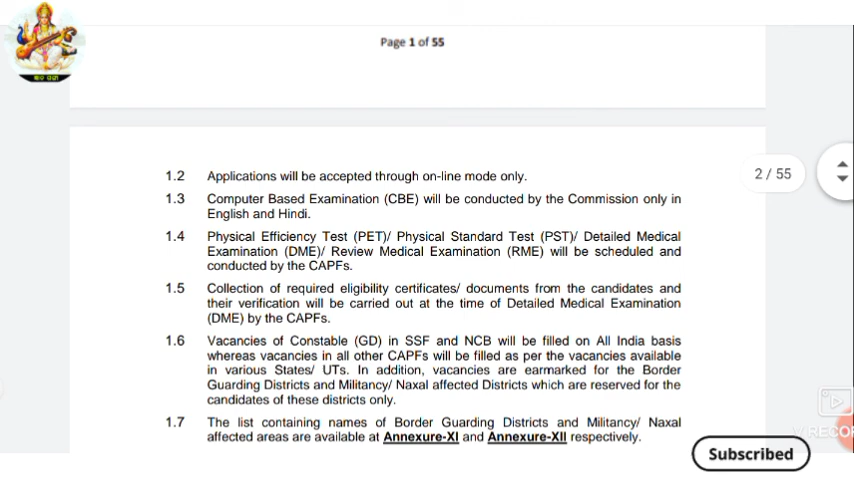 Page 1 of 55
1.2 Applications will be accepted through on-line mode only.
1.3 Computer Based Examination (CBE) will be conducted by the Commission only in
English and Hindi.
1.4 Physical Efficiency Test (PET)/ Physical Standard Test (PST)/ Detailed Medical
Examination (DME)/ Review Medical Examination (RME) will be scheduled and
conducted by the CAPFs.
2 / 55
1.5 Collection of required eligibility certificates/ documents from the candidates and
their verification will be carried out at the time of Detailed Medical Examination
(DME) by the CAPFs.
1.6 Vacancies of Constable (GD) in SSF and NCB will be filled on All India basis
whereas vacancies in all other CAPFs will be filled as per the vacancies available
in various States/ UTs. In addition, vacancies are earmarked for the Border
Guarding Districts and Militancy/ Naxal affected Districts which are reserved for the
candidates of these districts only.
1.7 The list containing names of Border Guarding Districts and Militancy/ Naxal
affected areas are available at Annexure-XI and Annexure-XII respectively.
Subscribed